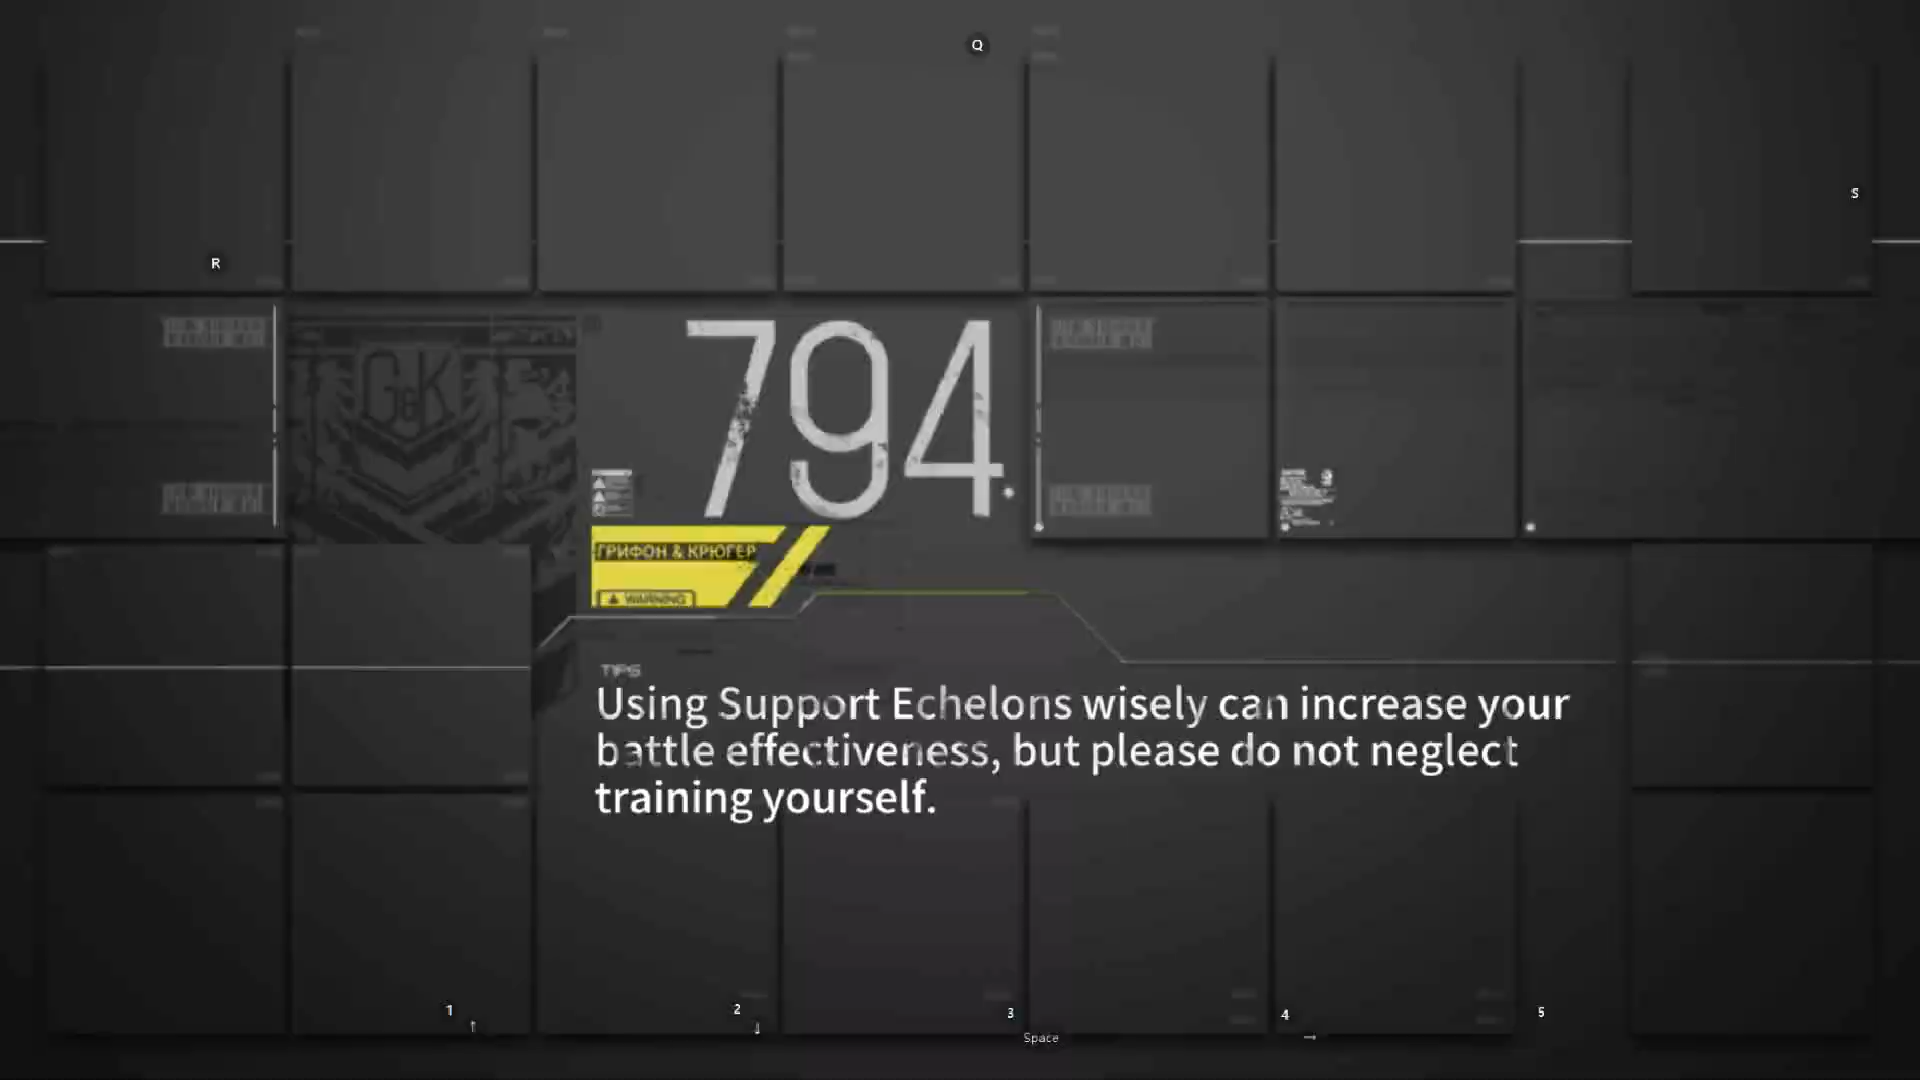 Q
S
R
G&K
794.
ГРИФОН & КРЮГЕР
WARNING
TIPS
Using Support Echelons wisely can increase your
battle effectiveness, but please do not neglect
training yourself.
1 2 3 4 5
↑ ↓ Space →